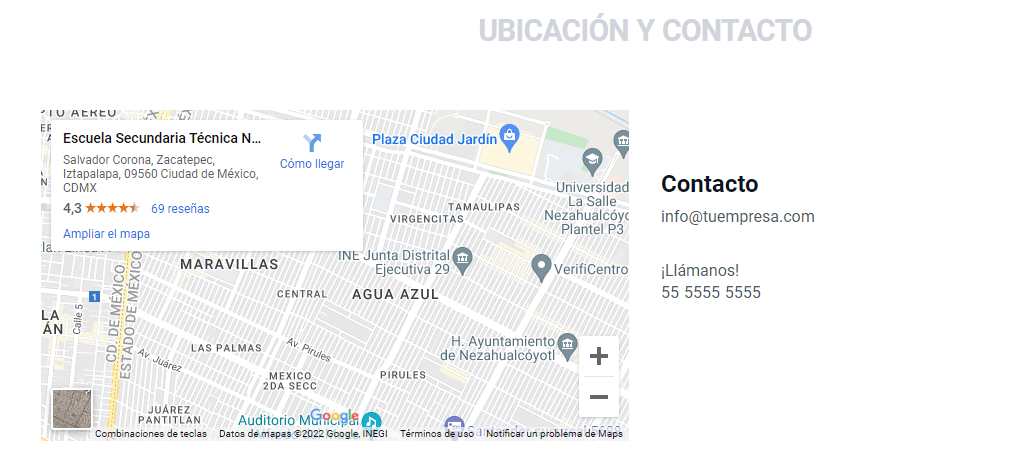 UBICACIÓN Y CONTACTO
Escuela Secundaria Técnica N...
Cómo llegar
Salvador Corona, Zacatepec,
Iztapalapa, 09560 Ciudad de México,
CDMX
4,3
69 reseñas
Ampliar el mapa
Plaza Ciudad Jardín
Universidad
La Salle
Nezahualcóyo
Plantel P3
TAMAULIPAS
VIRGENCITAS
MARAVILLAS
INE Junta Distrital
Ejecutiva 29
VerifiCentro
CENTRAL
AGUA AZUL
1
Calle 5
CD. DE MÉXICO
ESTADO DE MÉXICO
LA
ÁN
LAS PALMAS
Av. Pirules
Av. Juárez
H. Ayuntamiento
de Nezahualcóyotl
MEXICO
2DA SECC
PIRULES
JUÁREZ
PANTITLAN
Auditorio Municipal
Google
Combinaciones de teclas
Datos de mapas ©2022 Google, INEGI
Términos de uso
Notificar un problema de Maps
Contacto
info@tuempresa.com
¡Llámanos!
55 5555 5555